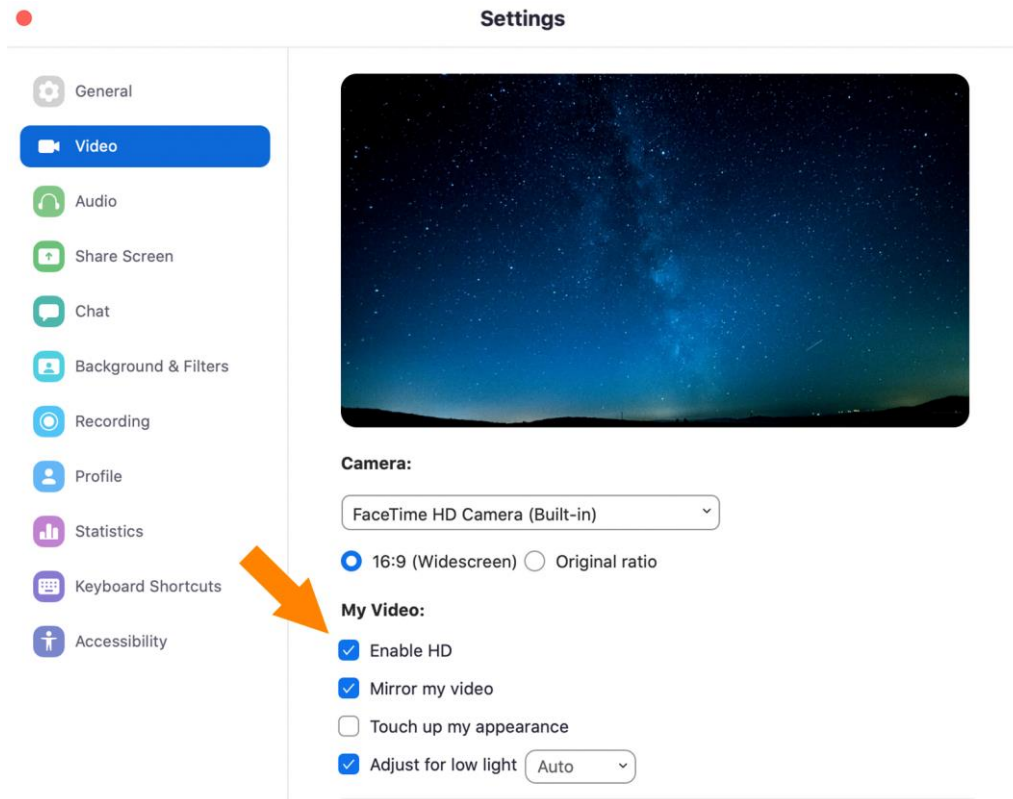 Settings
General
Video
Audio
Share Screen
Chat
Background & Filters
Recording
Profile
Statistics
Keyboard Shortcuts
Accessibility
Camera:
FaceTime HD Camera (Built-in)
16:9 (Widescreen) Original ratio
My Video:
Enable HD
Mirror my video
Touch up my appearance
Adjust for low light Auto